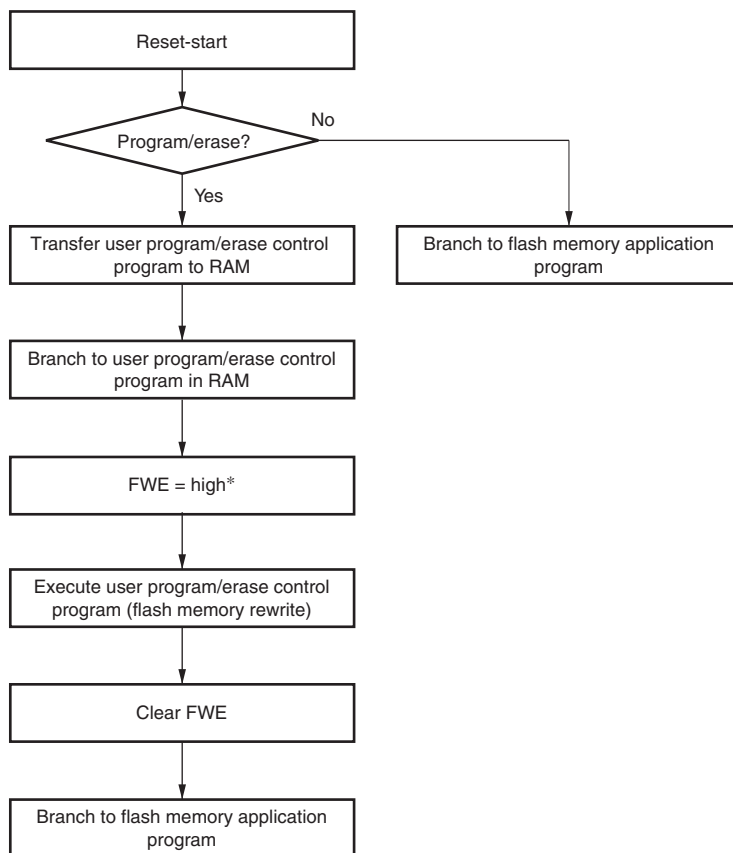 Reset-start
Program/erase?
No
Yes
Transfer user program/erase control
program to RAM
Branch to flash memory application
program
Branch to user program/erase control
program in RAM
FWE = high*
Execute user program/erase control
program (flash memory rewrite)
Clear FWE
Branch to flash memory application
program